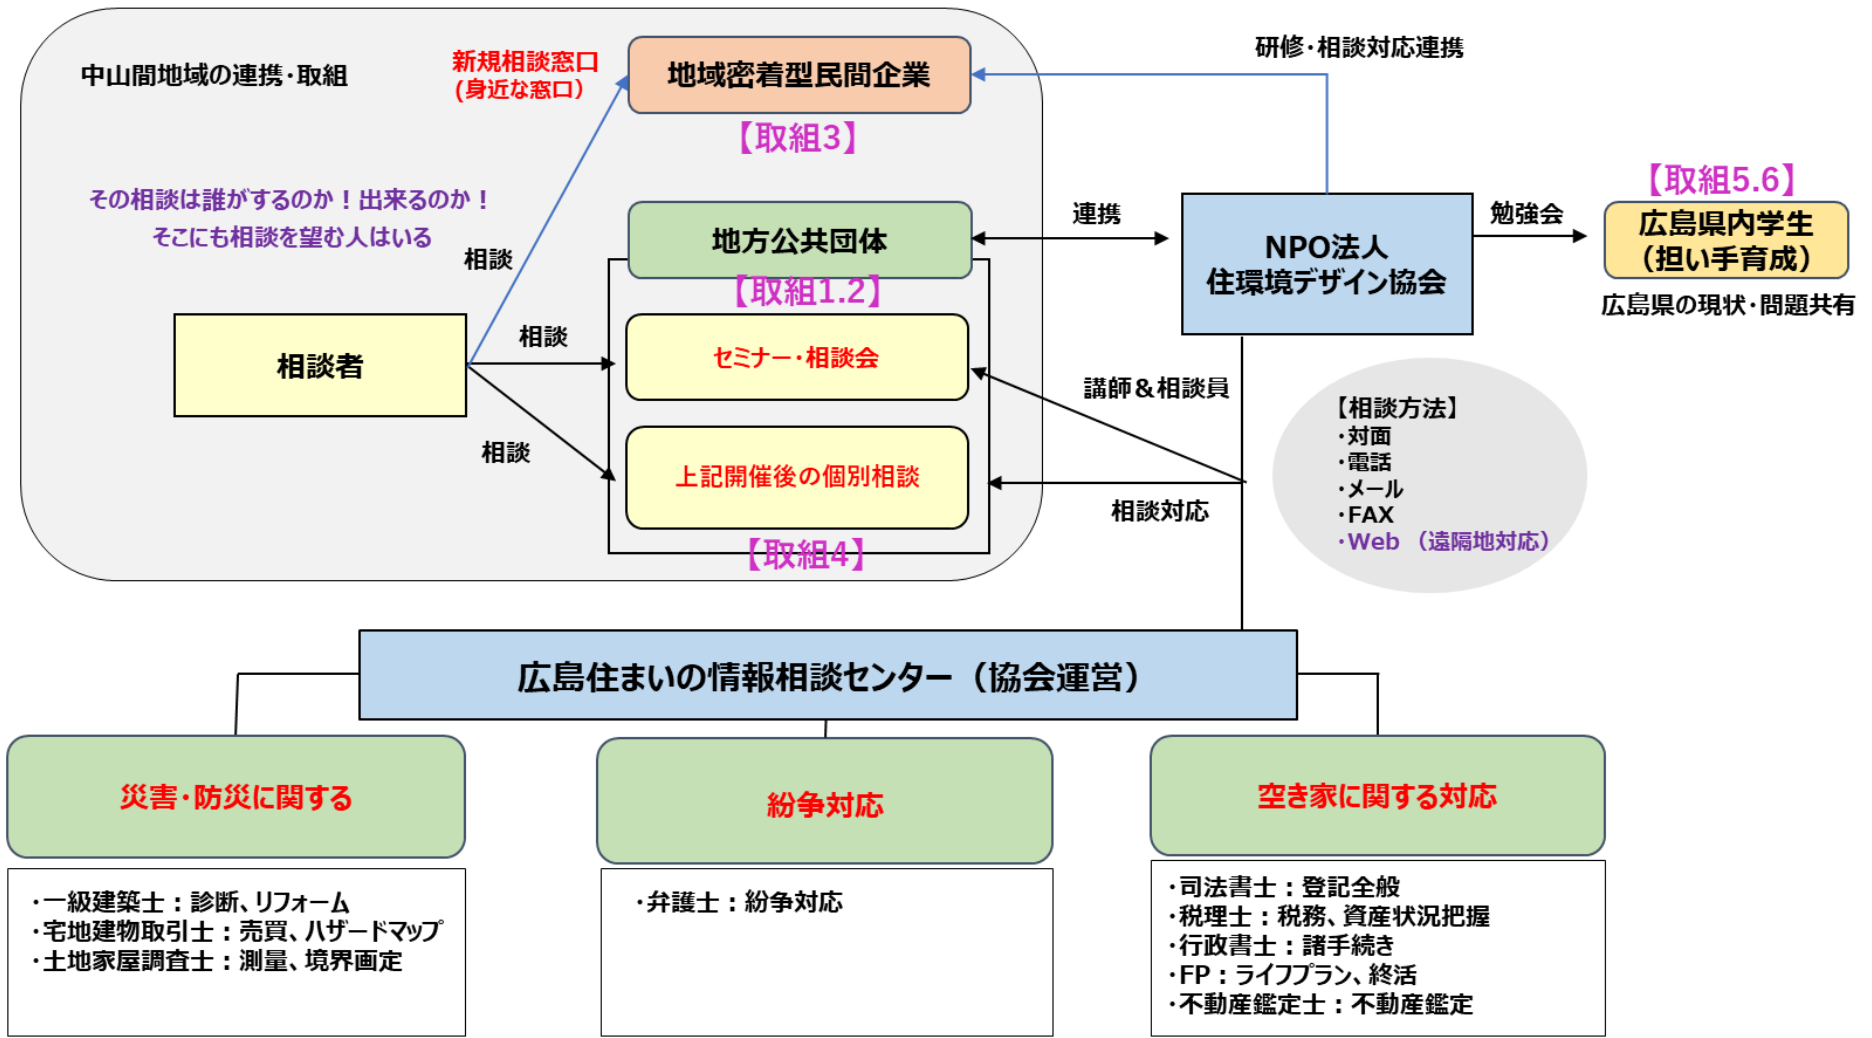 中山間地域の連携・取組
新規相談窓口
(身近な窓口）
地域密着型民間企業
【取組3】
研修・相談対応連携
その相談は誰がするのか！出来るのか！
そこにも相談を望む人はいる
相談
地方公共団体
【取組1.2】
連携
NPO法人
住環境デザイン協会
勉強会
【取組5.6】
広島県内学生
（担い手育成）
広島県の現状・問題共有
相談者
相談
セミナー・相談会
講師＆相談員
相談
上記開催後の個別相談
相談対応
【取組4】
【相談方法】
・対面
・電話
・メール
・FAX
・Web （遠隔地対応）
広島住まいの情報相談センター（協会運営）
災害・防災に関する
・一級建築士：診断、リフォーム
・宅地建物取引士：売買、ハザードマップ
・土地家屋調査士：測量、境界画定
紛争対応
・弁護士：紛争対応
空き家に関する対応
・司法書士：登記全般
・税理士：税務、資産状況把握
・行政書士：諸手続き
・FP：ライフプラン、終活
・不動産鑑定士：不動産鑑定